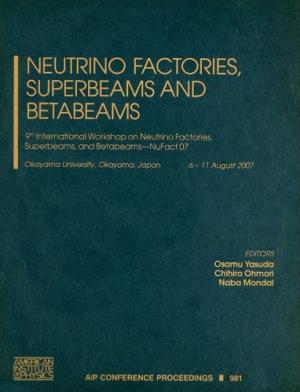 NEUTRINO FACTORIES,
SUPERBEAMS AND
BETABEAMS
9th International Workshop on Neutrino Factories,
Superbeams, and Betabeams—NuFact 07
Okayama University, Okayama, Japan 6 – 11 August 2007
EDITORS
Osamu Yasuda
Chihiro Ohmori
Naba Mondal
AMERICAN
INSTITUTE
OF PHYSICS
AIP CONFERENCE PROCEEDINGS 981